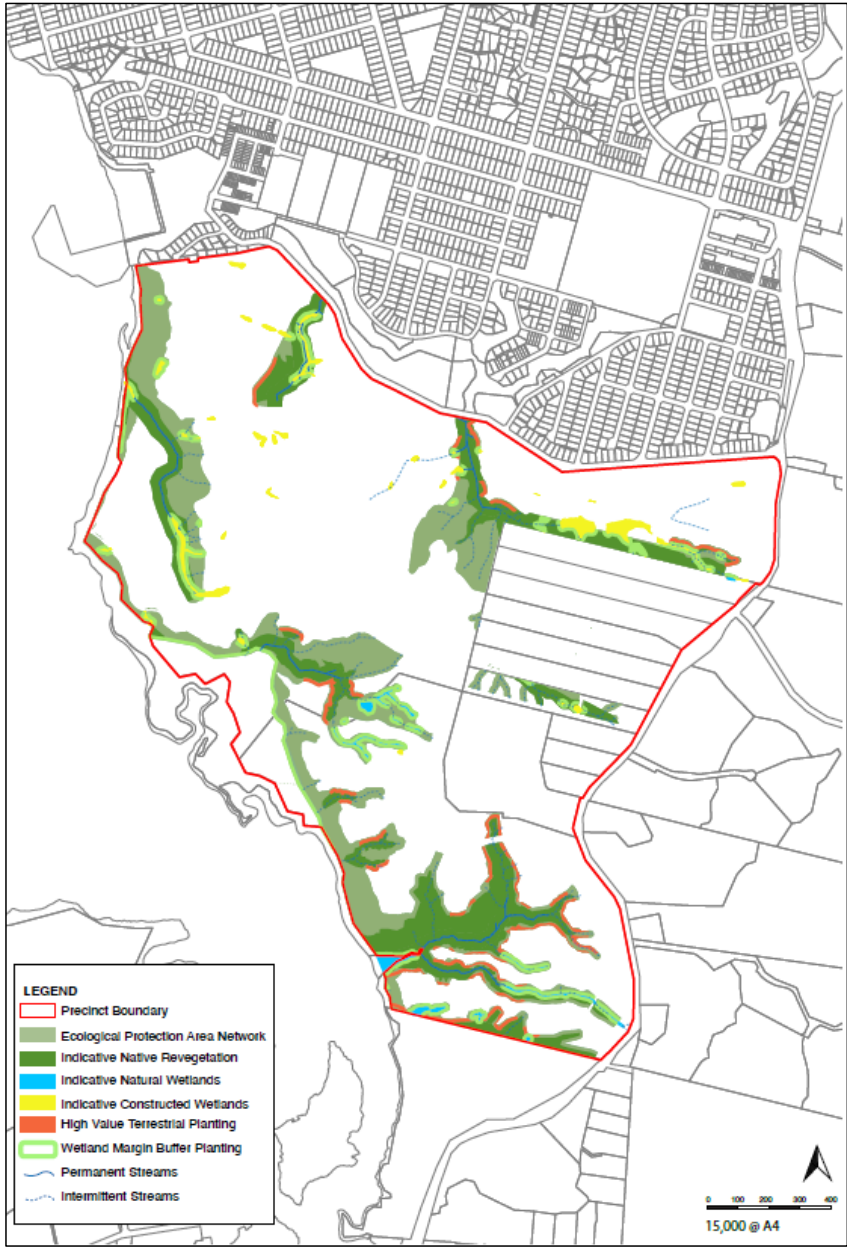 LEGEND
Precinct Boundary
Ecological Protection Area Network
Indicative Native Revegetation
Indicative Natural Wetlands
Indicative Constructed Wetlands
High Value Terrestrial Planting
Wetland Margin Buffer Planting
Permanent Streams
Intermittent Streams
0 100 200 300 400
15,000 @ A4